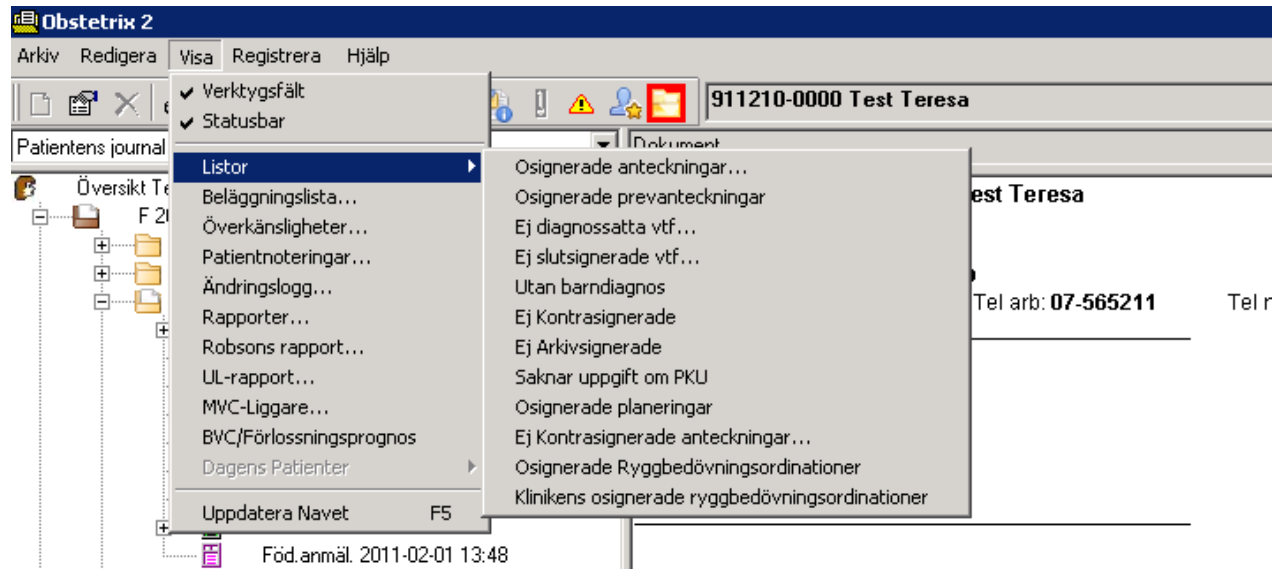 Obstetrix 2
Arkiv Redigera Visa Registrera Hjälp
911210-0000 Test Teresa
Patientens journal
Dokument
Översikt Te
F 20
Verktygsfält
Statusbar
Listor
Beläggningslista...
Överkänsligheter...
Patientnoteringar...
Ändringslogg...
Rapporter...
Robsons rapport...
UL-rapport...
MVC-Liggare...
BVC/Förlossningsprognos
Dagens Patienter
Uppdatera Navet F5
Osignerade anteckningar...
Osignerade prevanteckningar
Ej diagnossatta vtf...
Ej slutsignerade vtf...
Utan barndiagnos
Ej Kontrasignerade
Ej Arkivsignerade
Saknar uppgift om PKU
Osignerade planeringar
Ej Kontrasignerade anteckningar...
Osignerade Ryggbedövningsordinationer
Klinikens osignerade ryggbedövningsordinationer
est Teresa
Tel arb: 07-565211 Tel
Föd.anmäl. 2011-02-01 13:48